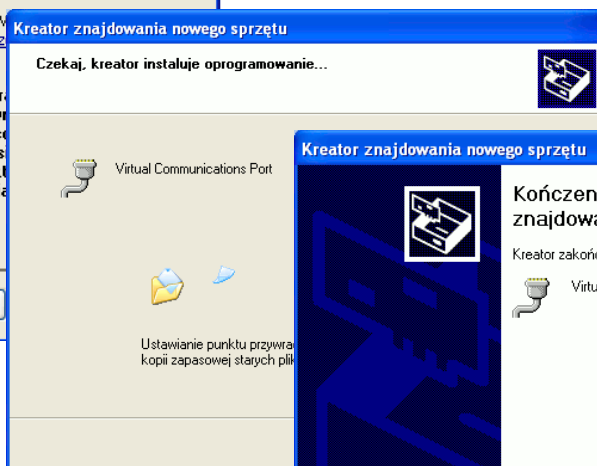 Kreator znajdowania nowego sprzętu
Czekaj, kreator instaluje oprogramowanie...
Virtual Communications Port
Ustawianie punktu przywra
kopii zapasowej starych plik
Kreator znajdowania nowego sprzętu
Kończen
znajdowa
Kreator zakońc
Virtu